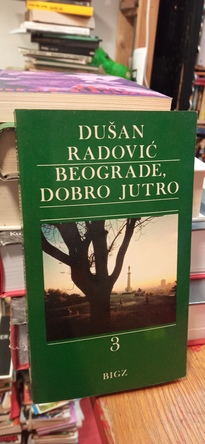 DUŠAN
RADOVIĆ
BEOGRADE,
DOBRO JUTRO
3
BIGZ